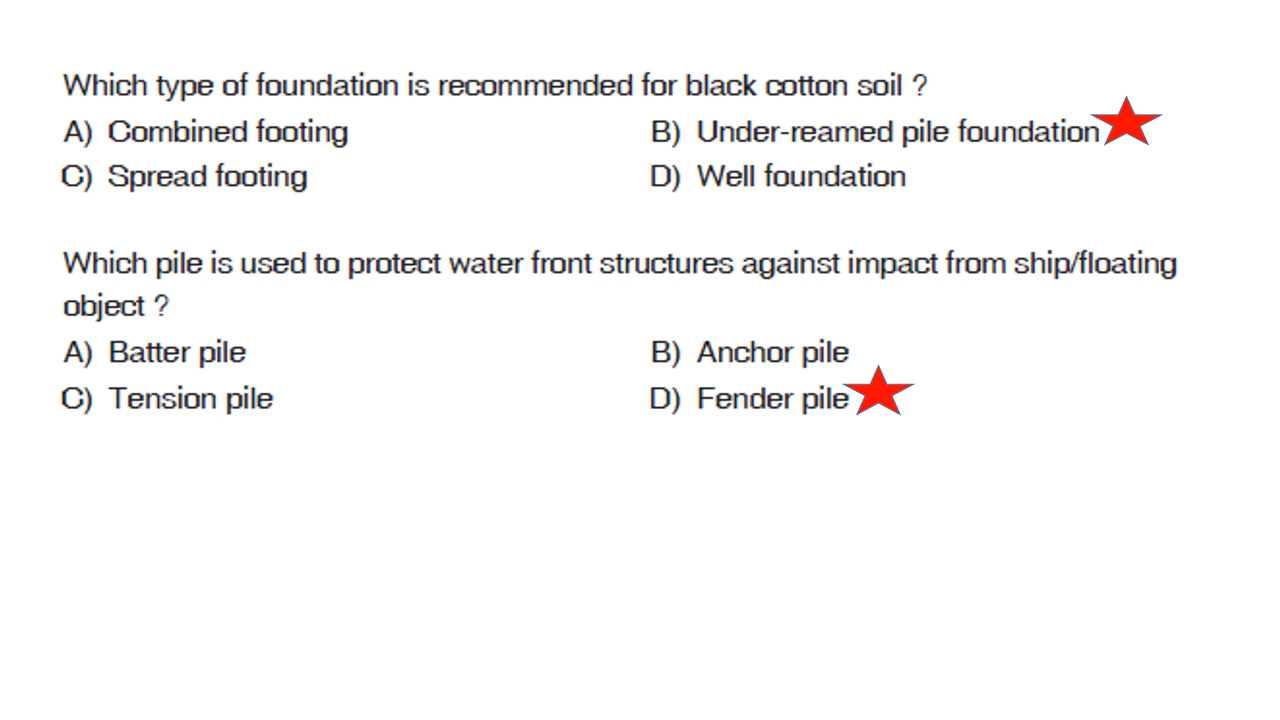 Which type of foundation is recommended for black cotton soil ?
A) Combined footing B) Under-reamed pile foundation
C) Spread footing D) Well foundation
Which pile is used to protect water front structures against impact from ship/floating
object ?
A) Batter pile B) Anchor pile
C) Tension pile D) Fender pile